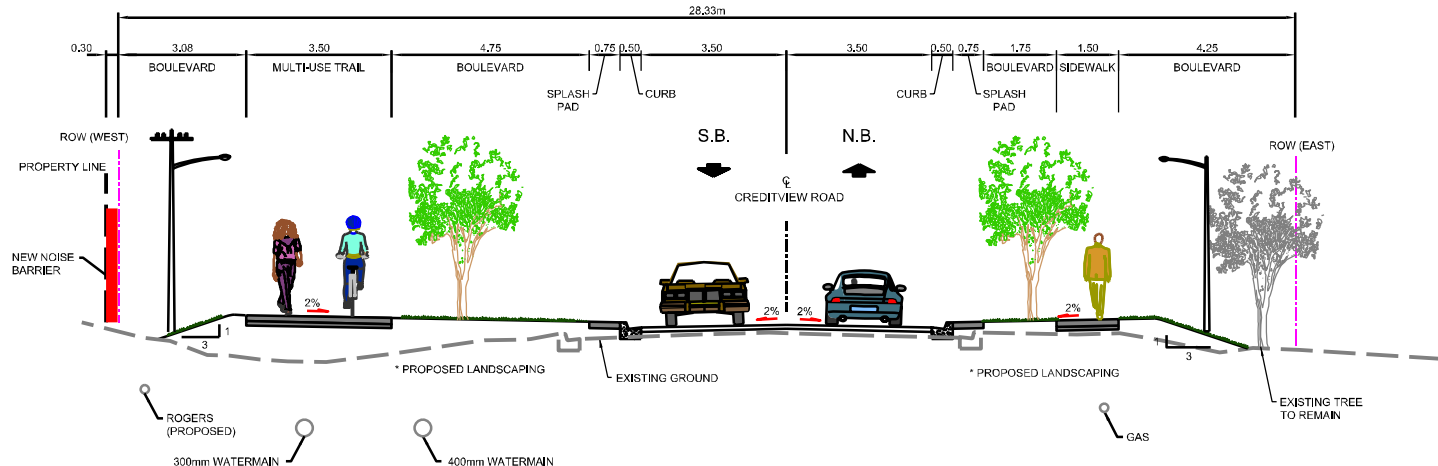 28.33m
0.30 3.08 3.50 4.75 0.75 0.50 3.50 3.50 0.50 0.75 1.75 1.50 4.25
BOULEVARD MULTI-USE TRAIL BOULEVARD BOULEVARD SIDEWALK BOULEVARD
SPLASH
PAD
CURB
CURB
SPLASH
PAD
ROW (WEST)
PROPERTY LINE
S.B.
N.B.
ROW (EAST)
CL
CREDITVIEW ROAD
NEW NOISE
BARRIER
2%
2%
2%
2%
1
3
1
3
* PROPOSED LANDSCAPING
EXISTING GROUND
* PROPOSED LANDSCAPING
ROGERS
(PROPOSED)
EXISTING TREE
TO REMAIN
GAS
300mm WATERMAIN
400mm WATERMAIN